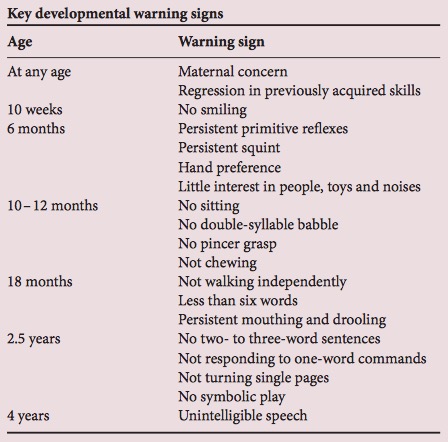 Key developmental warning signs
Age Warning sign
At any age Maternal concern
Regression in previously acquired skills
10 weeks No smiling
6 months Persistent primitive reflexes
Persistent squint
Hand preference
Little interest in people, toys and noises
10–12 months No sitting
No double-syllable babble
No pincer grasp
Not chewing
18 months Not walking independently
Less than six words
Persistent mouthing and drooling
2.5 years No two- to three-word sentences
Not responding to one-word commands
Not turning single pages
No symbolic play
4 years Unintelligible speech